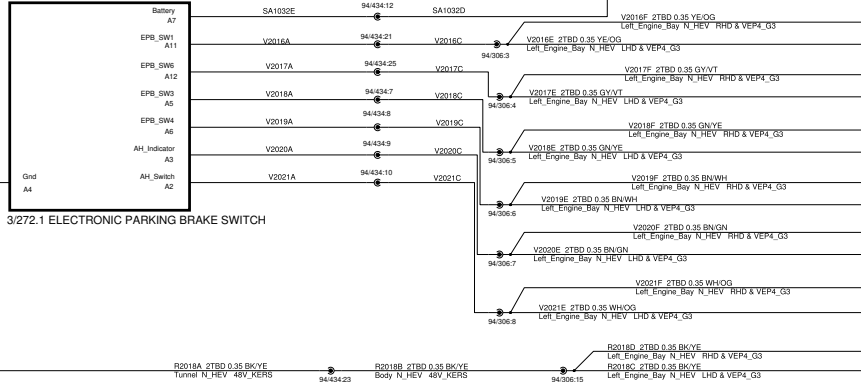 Battery
A7
SA1032E
94/434:12
SA1032D
V2016F 2TBD 0.35 YE/OG
Left_Engine_Bay N_HEV RHD & VEP4_G3
EPB_SW1
A11
V2016A
94/434:21
V2016C
94/306:3
V2016E 2TBD 0.35 YE/OG
Left_Engine_Bay N_HEV LHD & VEP4_G3
EPB_SW6
A12
V2017A
94/434:25
V2017C
V2017F 2TBD 0.35 GY/VT
Left_Engine_Bay N_HEV RHD & VEP4_G3
94/306:4
V2017E 2TBD 0.35 GY/VT
Left_Engine_Bay N_HEV LHD & VEP4_G3
EPB_SW3
A5
V2018A
94/434:7
V2018C
V2018F 2TBD 0.35 GN/YE
Left_Engine_Bay N_HEV RHD & VEP4_G3
EPB_SW4
A6
V2019A
94/434:8
V2019C
94/306:5
V2018E 2TBD 0.35 GN/YE
Left_Engine_Bay N_HEV LHD & VEP4_G3
AH_Indicator
A3
V2020A
94/434:9
V2020C
V2019F 2TBD 0.35 BN/WH
Left_Engine_Bay N_HEV RHD & VEP4_G3
Gnd
A4
AH_Switch
A2
V2021A
94/434:10
V2021C
94/306:6
V2019E 2TBD 0.35 BN/WH
Left_Engine_Bay N_HEV LHD & VEP4_G3
3/272.1 ELECTRONIC PARKING BRAKE SWITCH
V2020F 2TBD 0.35 BN/GN
Left_Engine_Bay N_HEV RHD & VEP4_G3
94/306:7
V2020E 2TBD 0.35 BN/GN
Left_Engine_Bay N_HEV LHD & VEP4_G3
V2021F 2TBD 0.35 WH/OG
Left_Engine_Bay N_HEV RHD & VEP4_G3
94/306:8
V2021E 2TBD 0.35 WH/OG
Left_Engine_Bay N_HEV LHD & VEP4_G3
R2018D 2TBD 0.35 BK/YE
Left_Engine_Bay N_HEV RHD & VEP4_G3
R2018A 2TBD 0.35 BK/YE
Tunnel N_HEV 48V_KERS
94/434:23
R2018B 2TBD 0.35 BK/YE
Body N_HEV 48V_KERS
94/306:15
R2018C 2TBD 0.35 BK/YE
Left_Engine_Bay N_HEV LHD & VEP4_G3